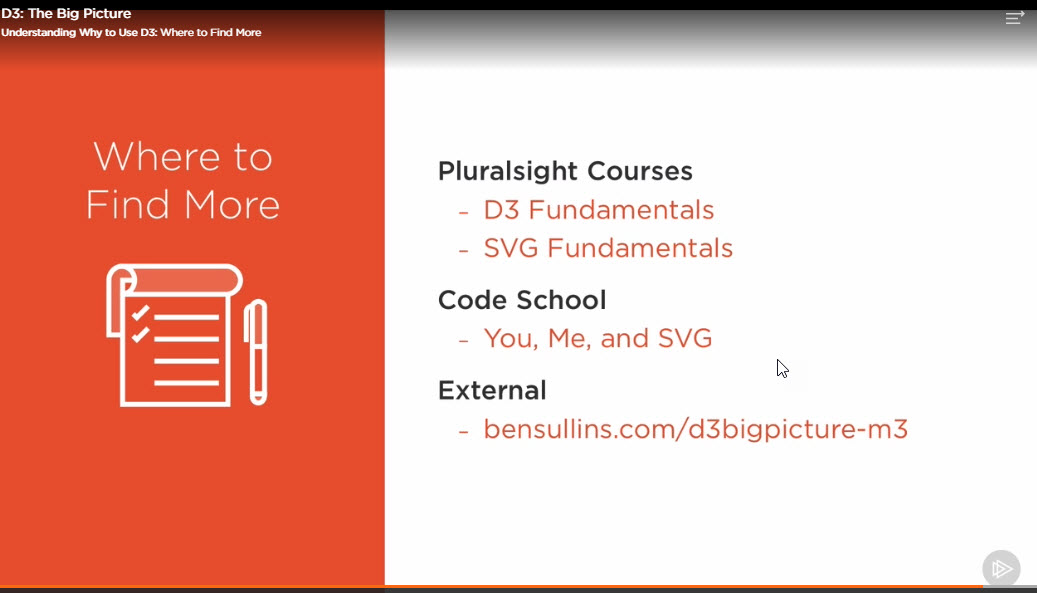 D3: The Big Picture
Understanding Why to Use D3: Where to Find More
Where to
Find More
Pluralsight Courses
- D3 Fundamentals
- SVG Fundamentals
Code School
- You, Me, and SVG
External
- bensullins.com/d3bigpicture-m3